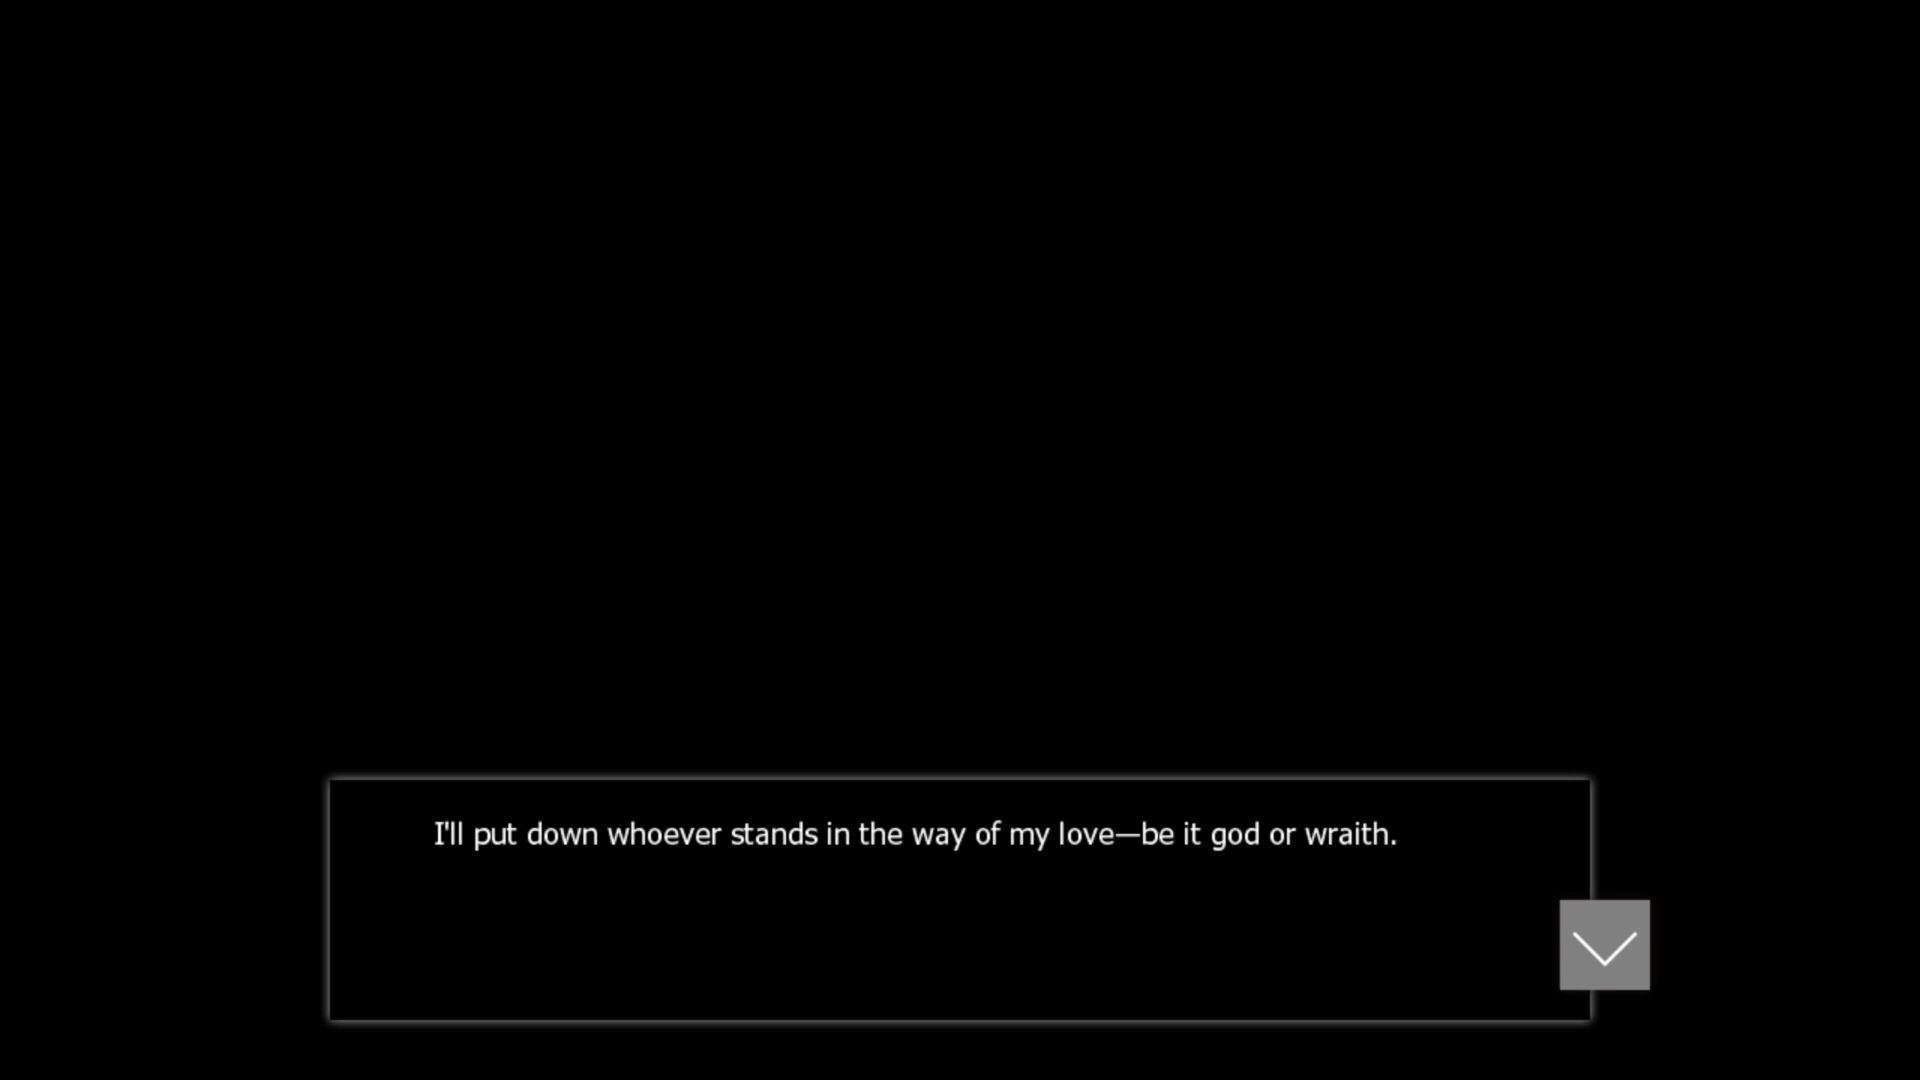 I'll put down whoever stands in the way of my love—be it god or wraith.